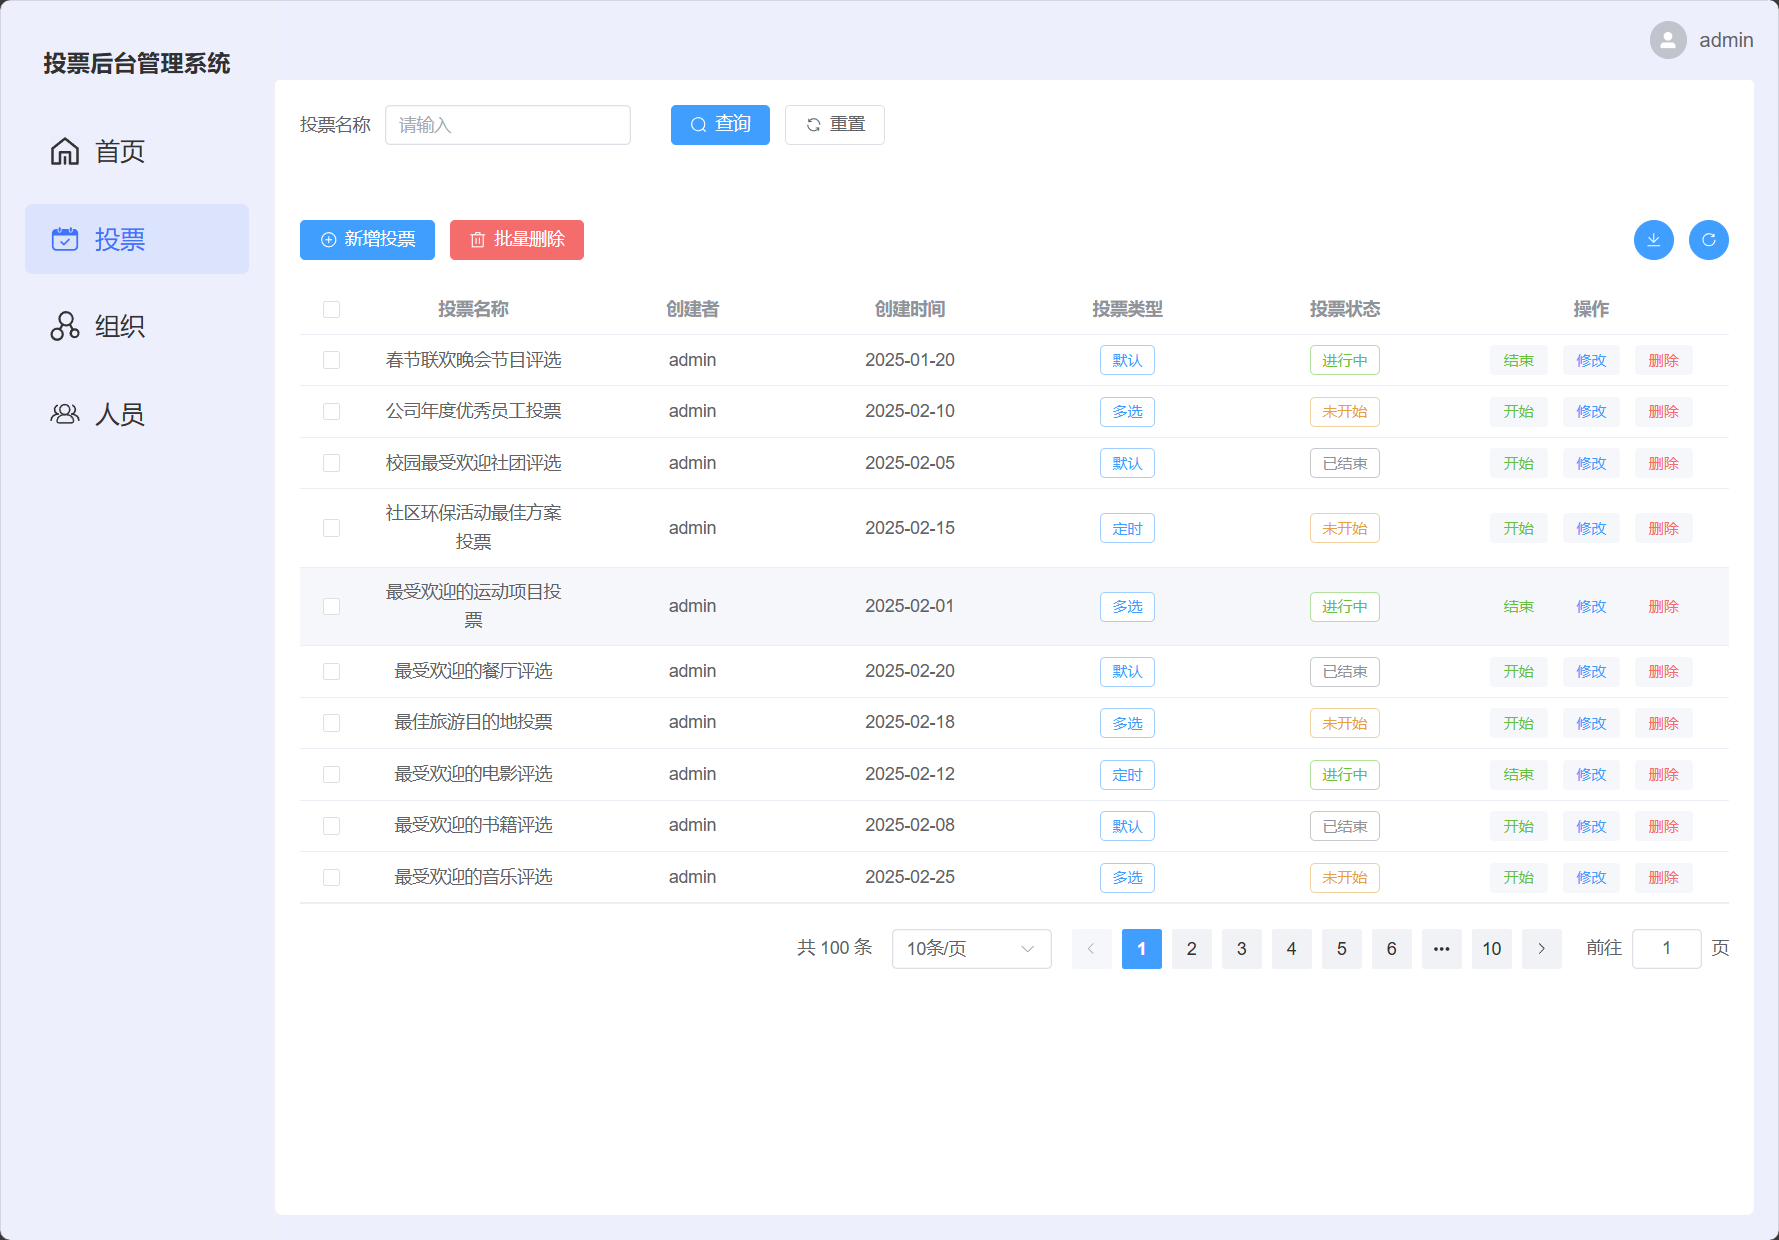 投票后台管理系统
admin
首页
投票
组织
人员
投票名称 请输入 查询 重置
新增投票 批量删除
投票名称 创建者 创建时间 投票类型 投票状态 操作
春节联欢晚会节目评选 admin 2025-01-20 默认 进行中 结束 修改 删除
公司年度优秀员工投票 admin 2025-02-10 多选 未开始 开始 修改 删除
校园最受欢迎社团评选 admin 2025-02-05 默认 已结束 开始 修改 删除
社区环保活动最佳方案
投票 admin 2025-02-15 定时 未开始 开始 修改 删除
最受欢迎的运动项目投
票 admin 2025-02-01 多选 进行中 结束 修改 删除
最受欢迎的餐厅评选 admin 2025-02-20 默认 已结束 开始 修改 删除
最佳旅游目的地投票 admin 2025-02-18 多选 未开始 开始 修改 删除
最受欢迎的电影评选 admin 2025-02-12 定时 进行中 结束 修改 删除
最受欢迎的书籍评选 admin 2025-02-08 默认 已结束 开始 修改 删除
最受欢迎的音乐评选 admin 2025-02-25 多选 未开始 开始 修改 删除
共 100 条 10条/页 1 2 3 4 5 6 ••• 10 前往 1 页